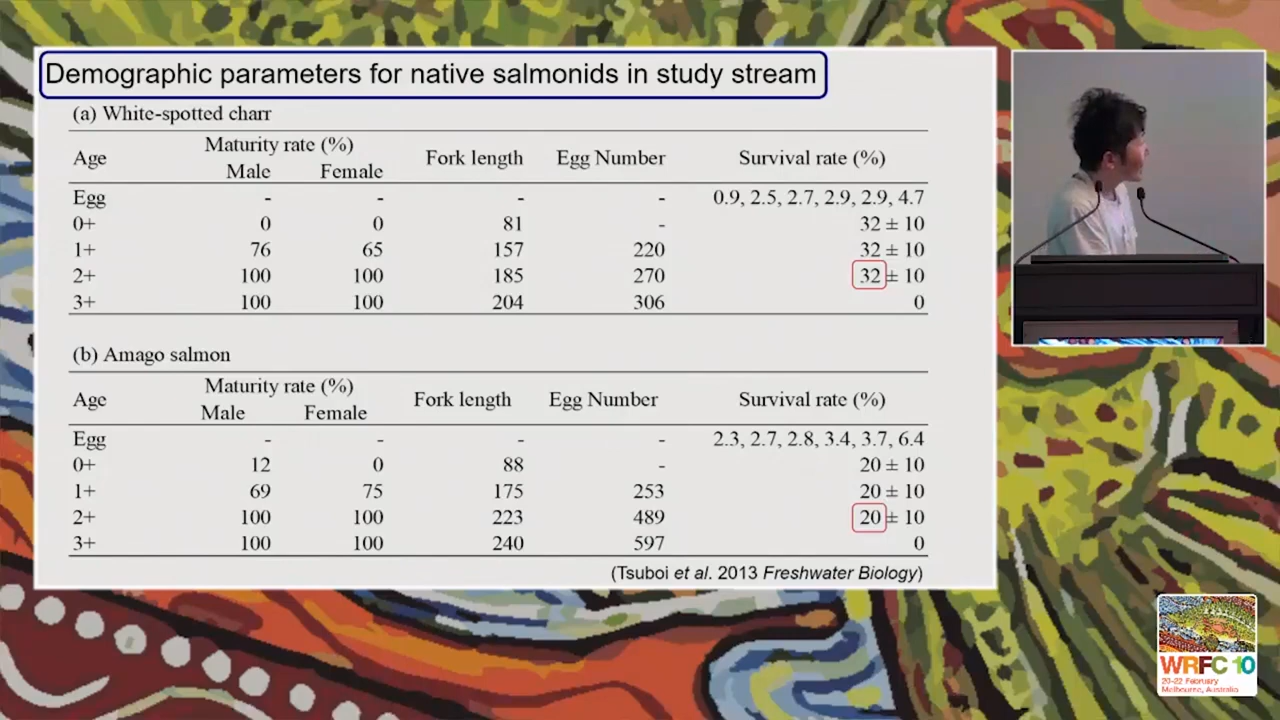 Demographic parameters for native salmonids in study stream
(a) White-spotted charr
Age Maturity rate (%) Fork length Egg Number Survival rate (%)
Male Female
Egg - - - - 0.9, 2.5, 2.7, 2.9, 2.9, 4.7
0+ 0 0 81 - 32 ± 10
1+ 76 65 157 220 32 ± 10
2+ 100 100 185 270 32 ± 10
3+ 100 100 204 306 0
(b) Amago salmon
Age Maturity rate (%) Fork length Egg Number Survival rate (%)
Male Female
Egg - - - - 2.3, 2.7, 2.8, 3.4, 3.7, 6.4
0+ 12 0 88 - 20 ± 10
1+ 69 75 175 253 20 ± 10
2+ 100 100 223 489 20 ± 10
3+ 100 100 240 597 0
(Tsuboi et al. 2013 Freshwater Biology)
WRFC 10
20-22 February
Melbourne, Australia